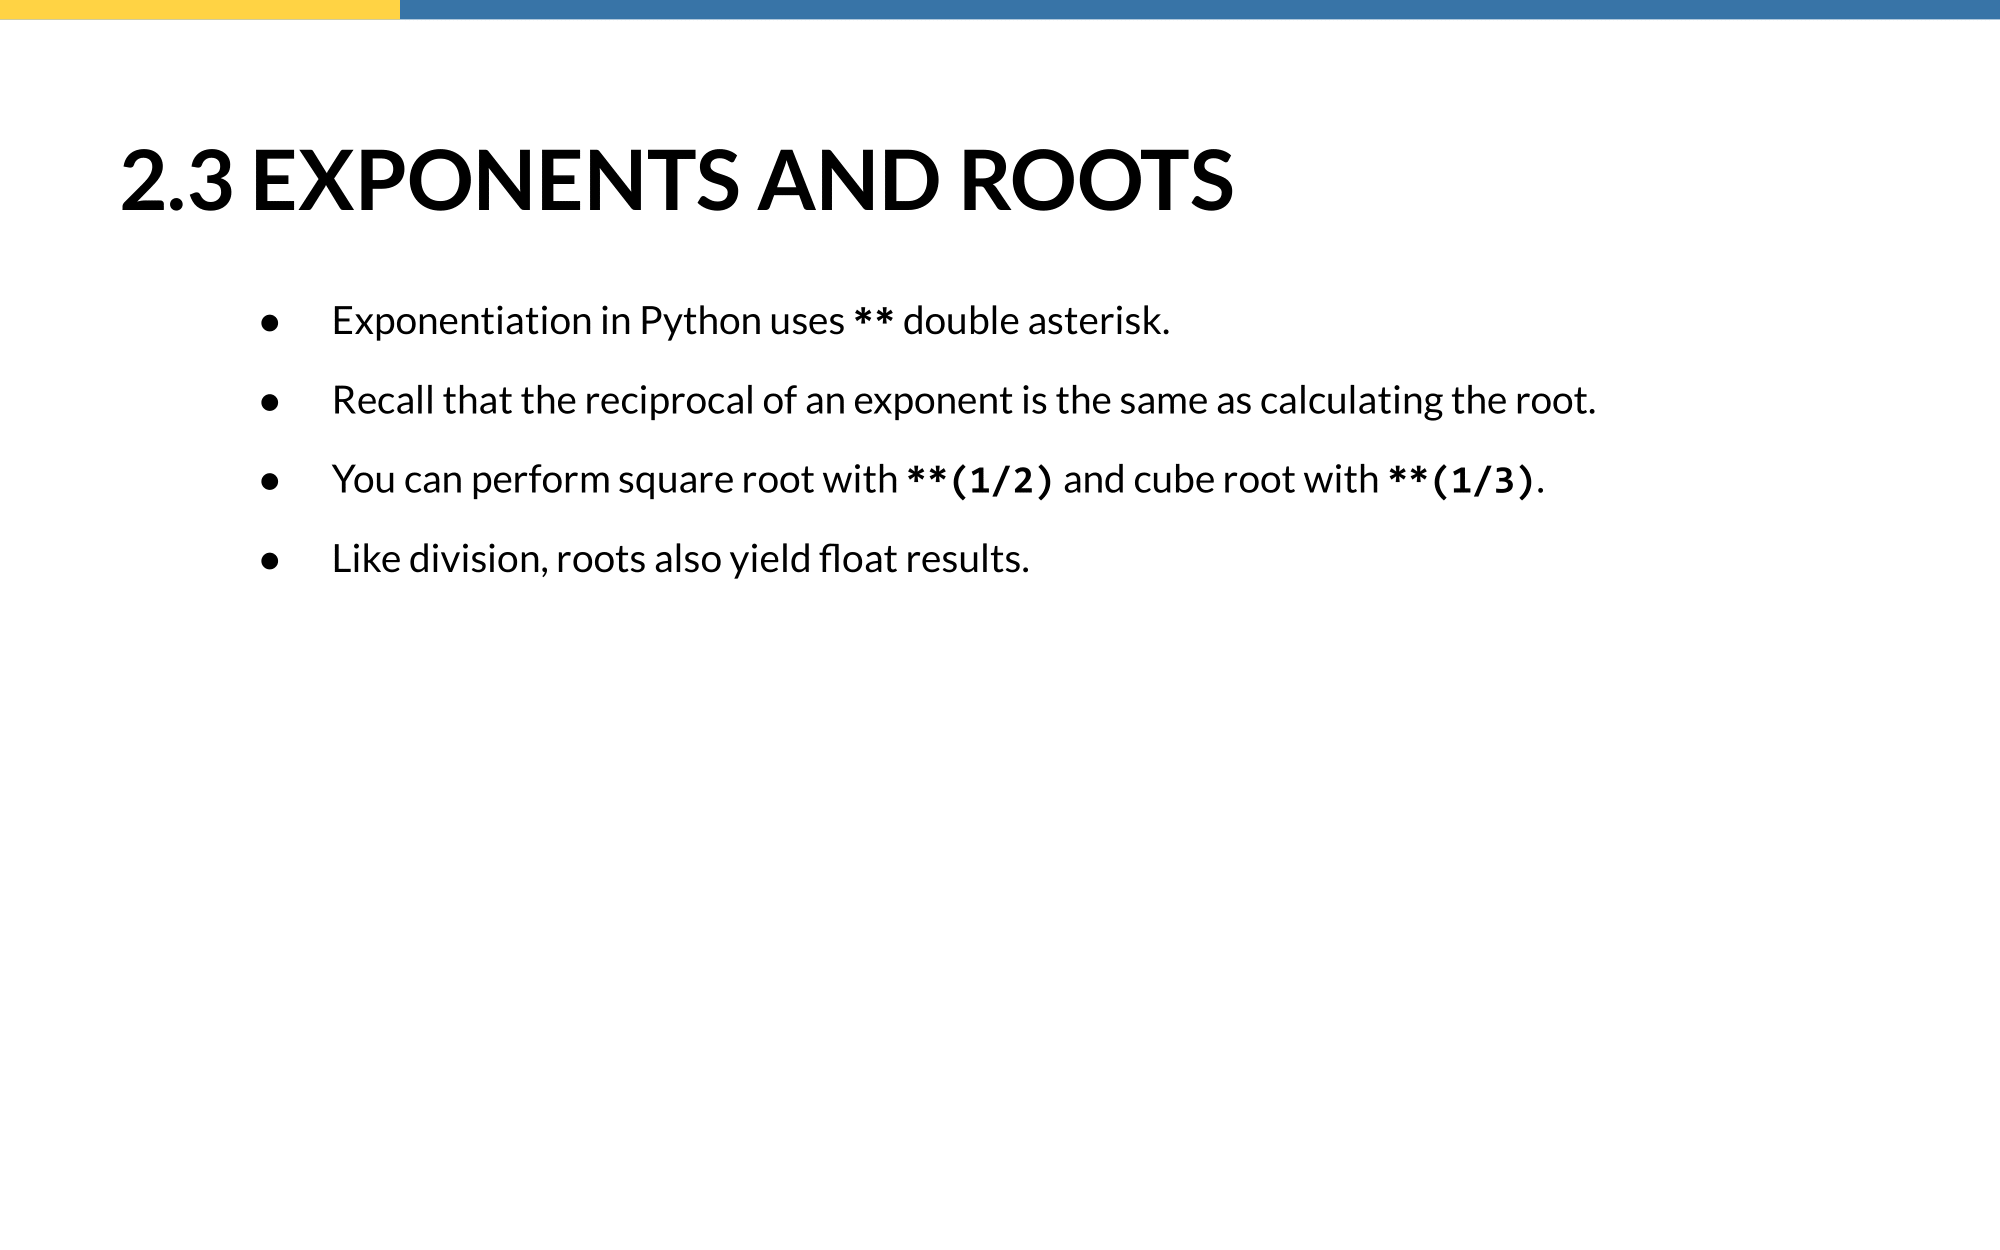 2.3 EXPONENTS AND ROOTS
● Exponentiation in Python uses ** double asterisk.
● Recall that the reciprocal of an exponent is the same as calculating the root.
● You can perform square root with **(1/2) and cube root with **(1/3).
● Like division, roots also yield float results.